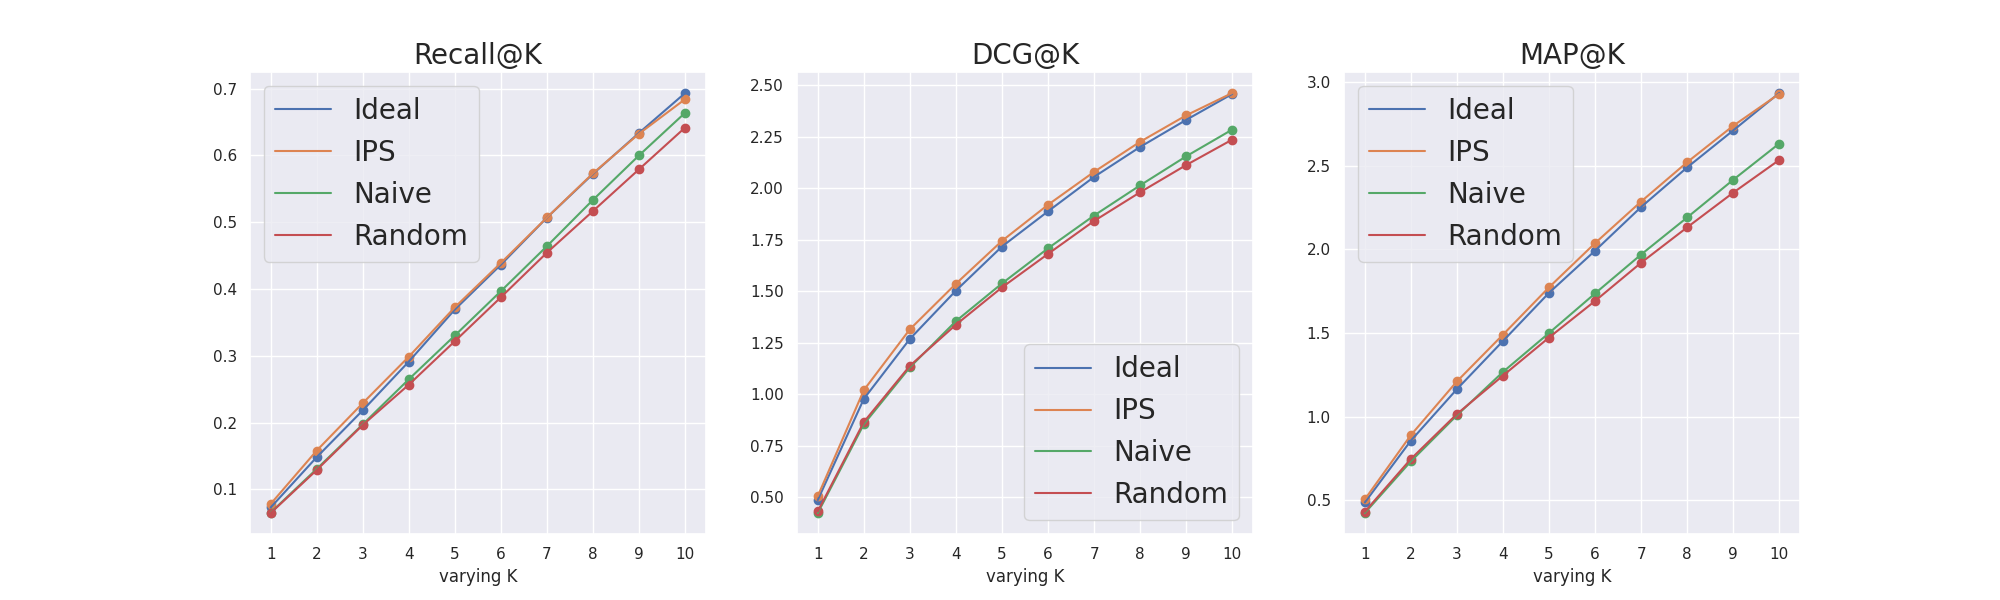 Recall@K
0.7
0.6
0.5
0.4
0.3
0.2
0.1
Ideal
IPS
Naive
Random
1 2 3 4 5 6 7 8 9 10
varying K
DCG@K
2.50
2.25
2.00
1.75
1.50
1.25
1.00
0.75
0.50
Ideal
IPS
Naive
Random
1 2 3 4 5 6 7 8 9 10
varying K
MAP@K
3.0
2.5
2.0
1.5
1.0
0.5
Ideal
IPS
Naive
Random
1 2 3 4 5 6 7 8 9 10
varying K